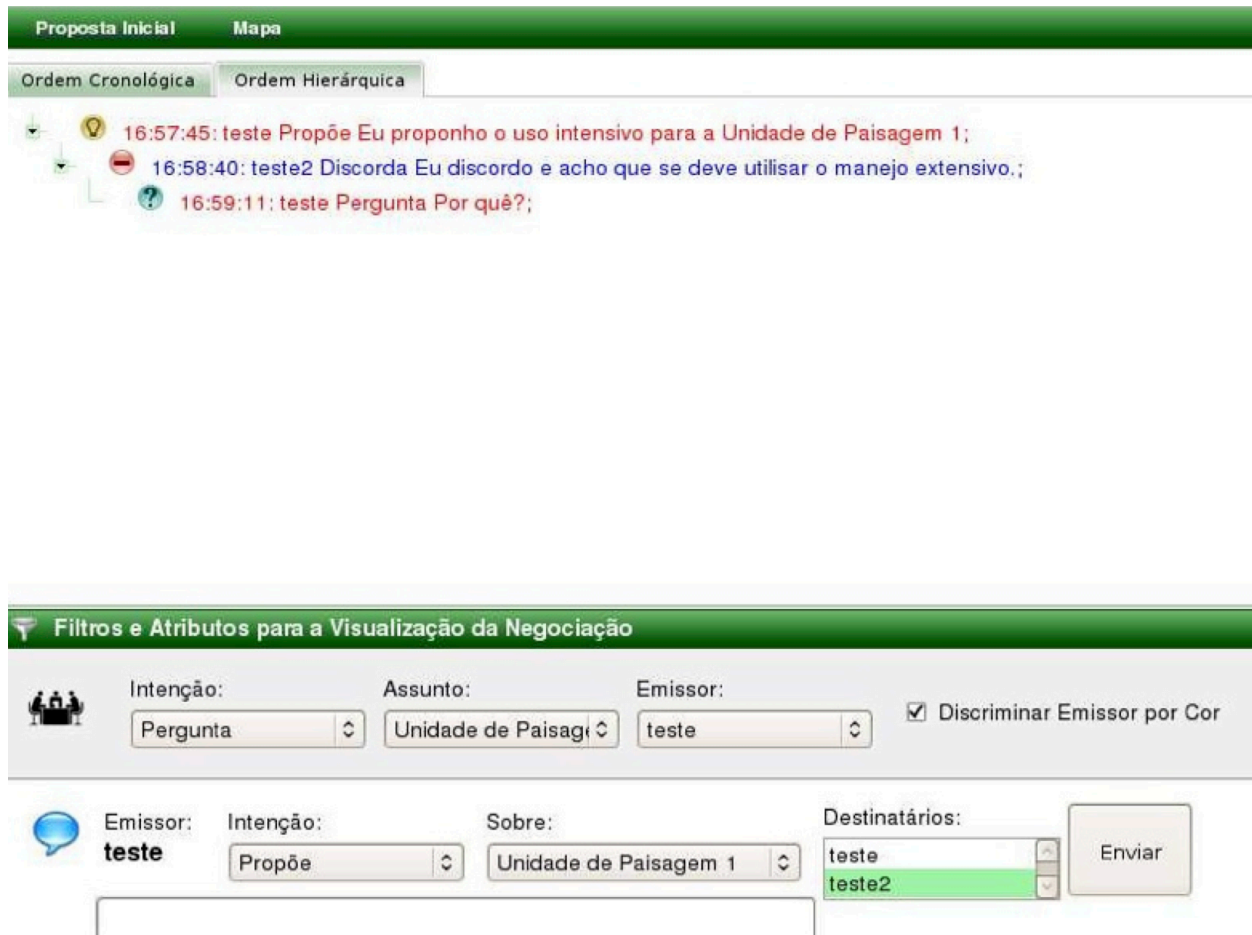 Proposta Inicial Mapa
Ordem Cronológica Ordem Hierárquica
16:57:45: teste Propõe Eu proponho o uso intensivo para a Unidade de Paisagem 1;
16:58:40: teste2 Discorda Eu discordo e acho que se deve utilisar o manejo extensivo.;
16:59:11: teste Pergunta Por quê?;
Filtros e Atributos para a Visualização da Negociação
Intenção: Assunto: Emissor:
Pergunta Unidade de Paisag teste Discriminar Emissor por Cor
Emissor: Intenção: Sobre: Destinatários:
teste Propõe Unidade de Paisagem 1 teste Enviar
teste2